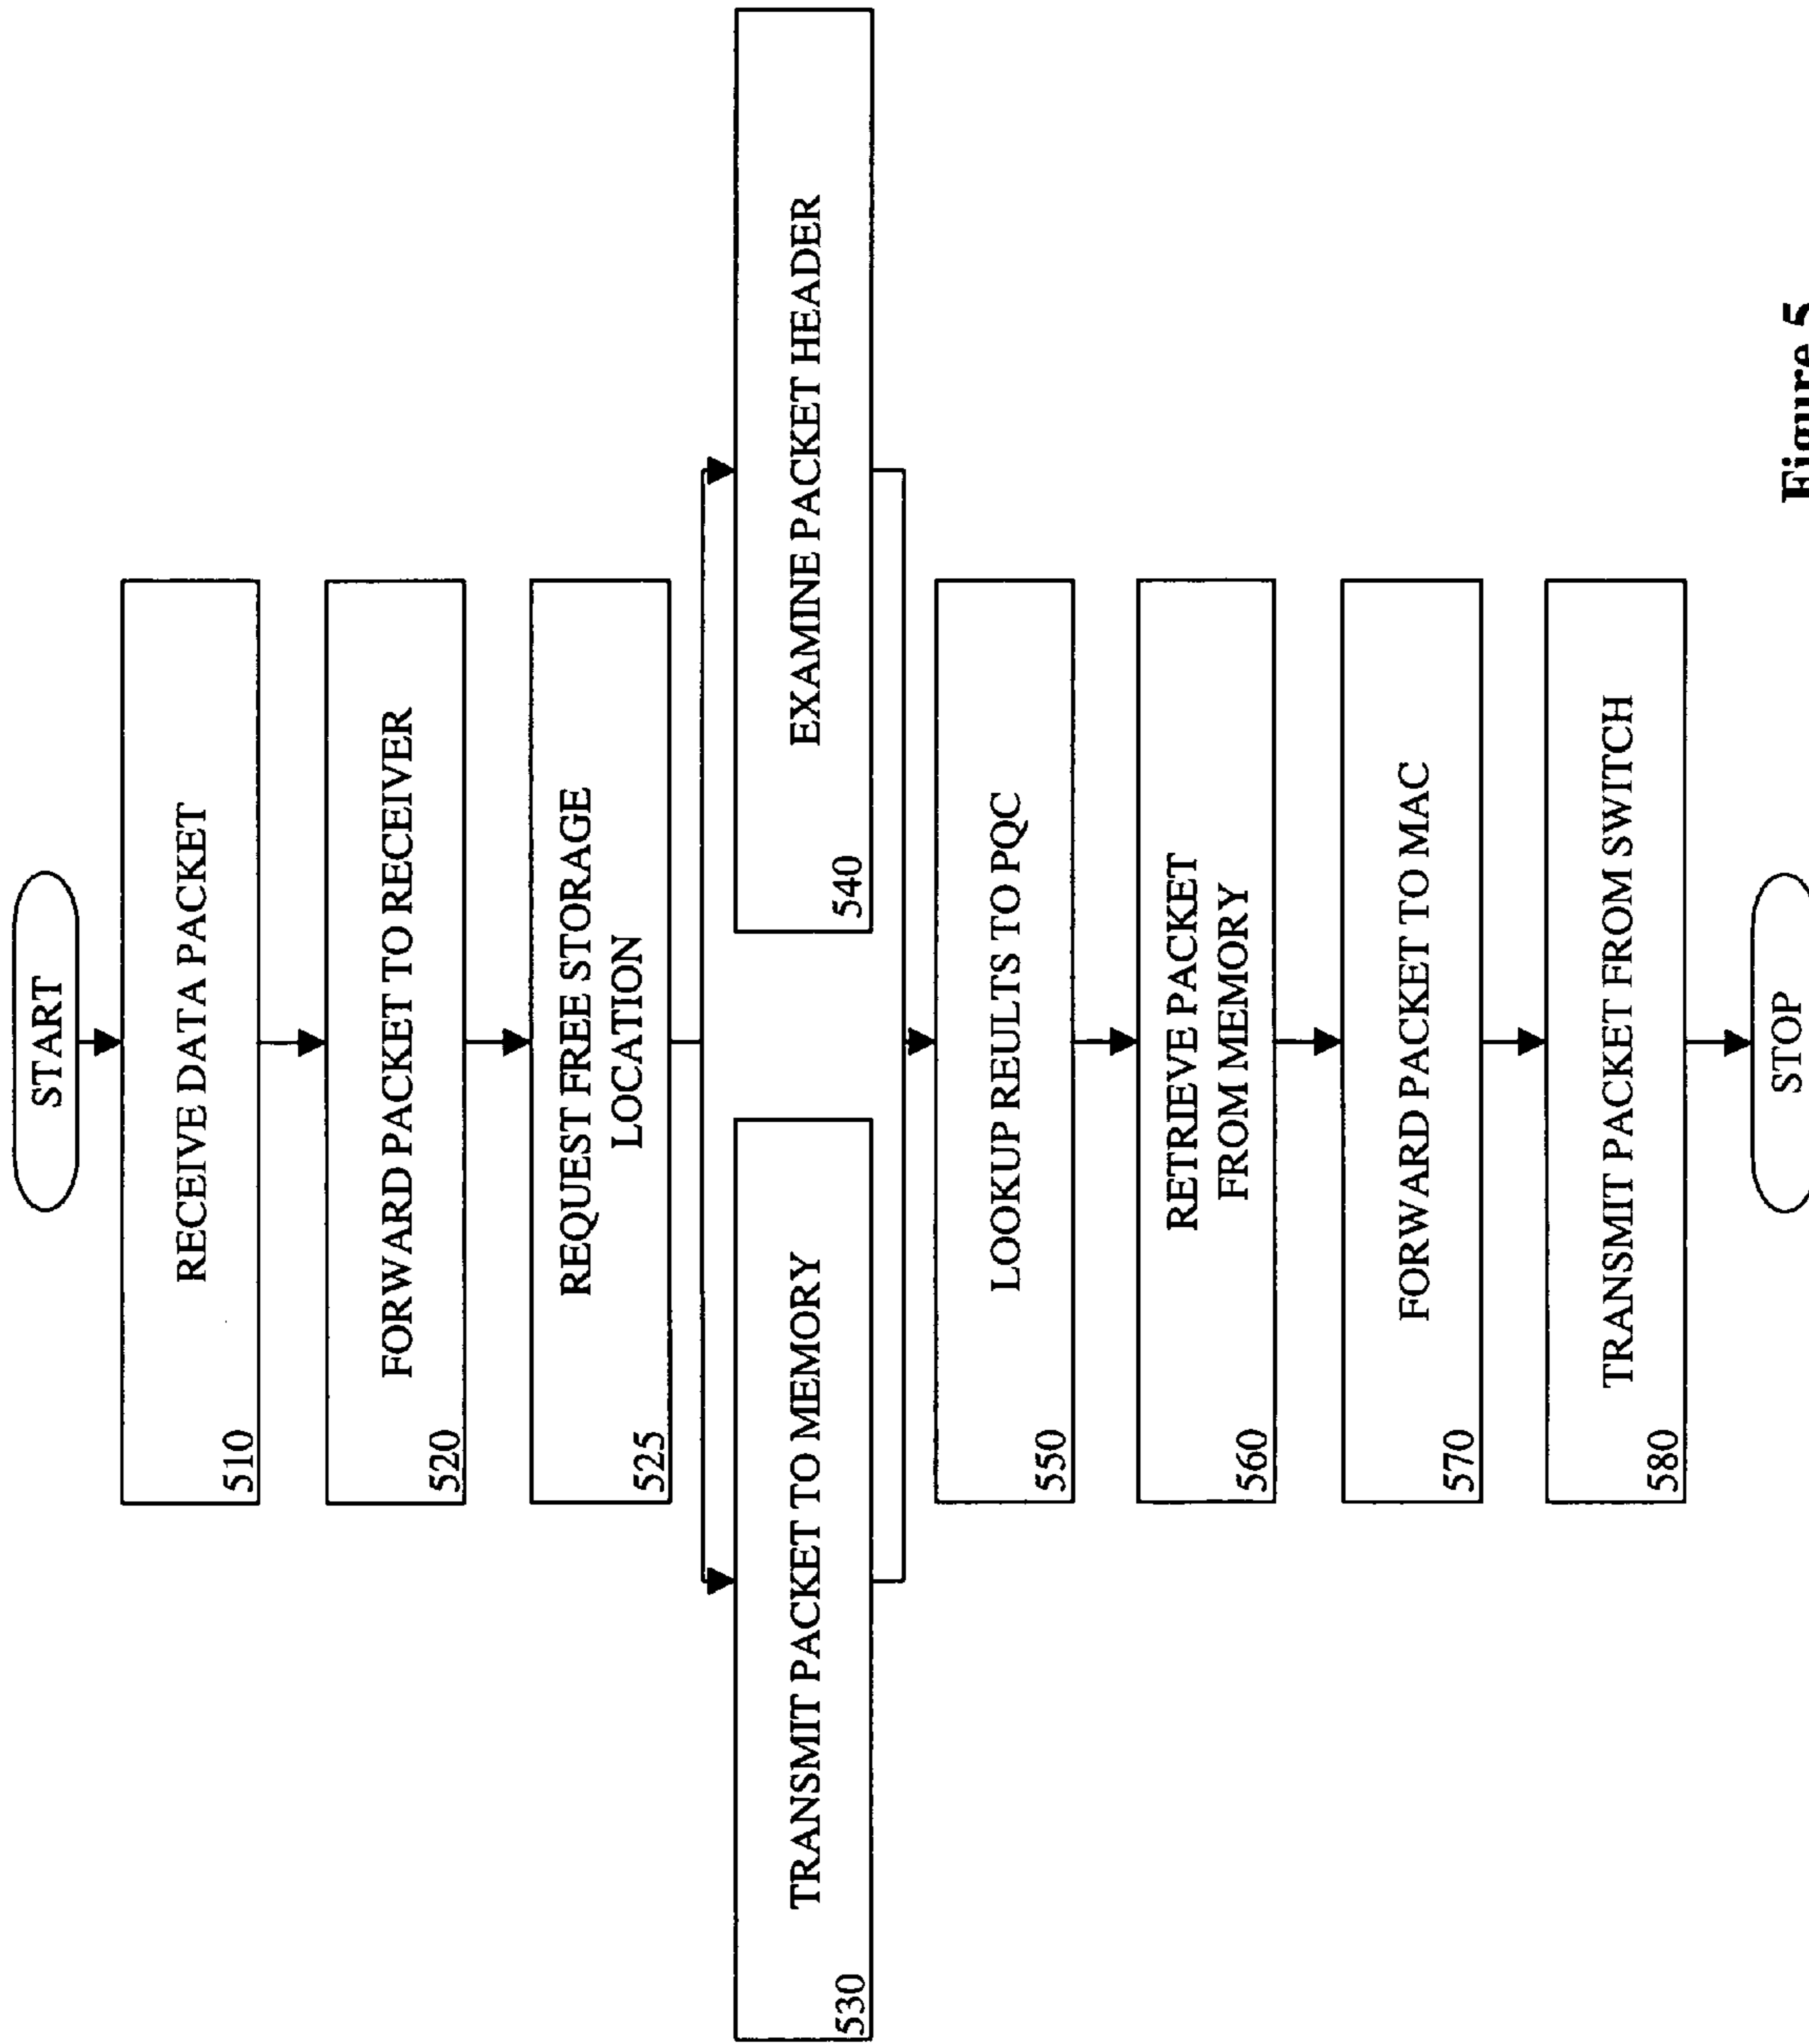 START
RECEIVE DATA PACKET
510
FORWARD PACKET TO RECEIVER
520
REQUEST FREE STORAGE
LOCATION
525
TRANSMIT PACKET TO MEMORY
530
EXAMINE PACKET HEADER
540
LOOKUP REULTS TO PQC
550
RETRIEVE PACKET
FROM MEMORY
560
FORWARD PACKET TO MAC
570
TRANSMIT PACKET FROM SWITCH
580
STOP
Figure 5